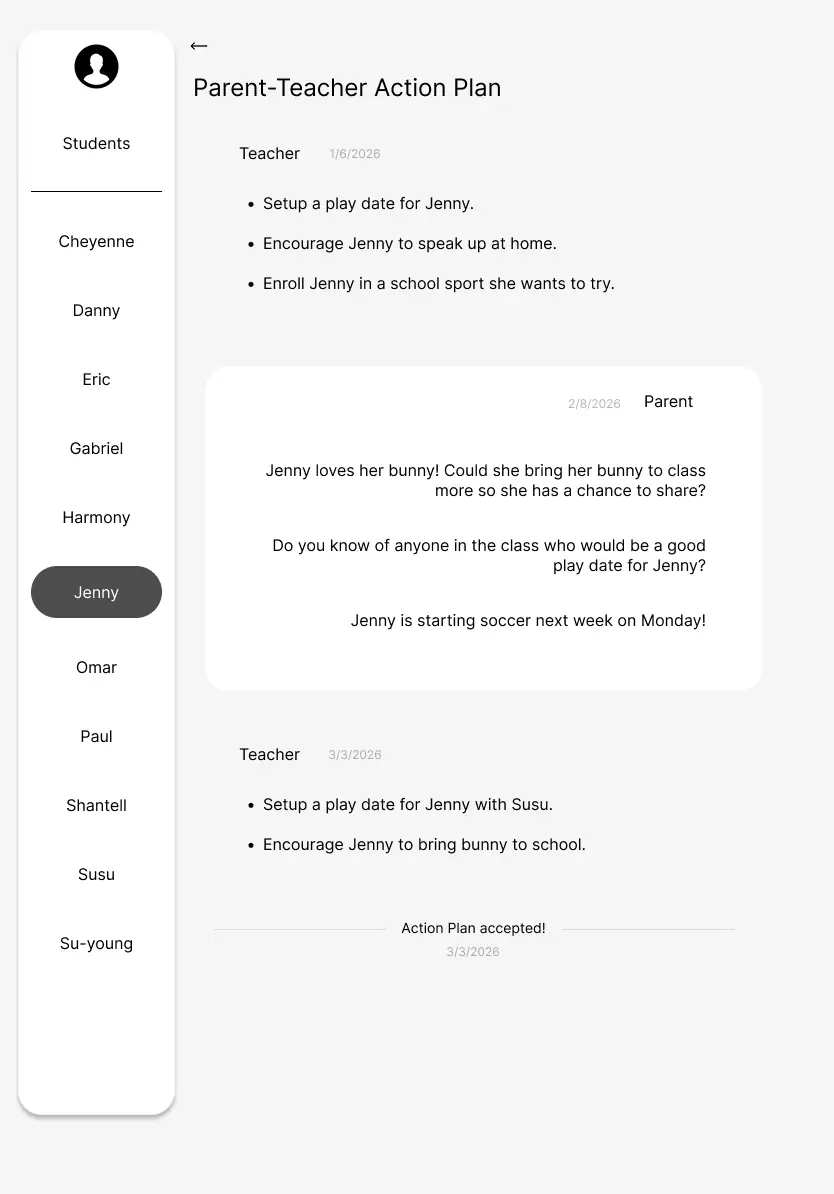 Students
Cheyenne
Danny
Eric
Gabriel
Harmony
Jenny
Omar
Paul
Shantell
Susu
Su-young
Parent-Teacher Action Plan
Teacher 1/6/2026
• Setup a play date for Jenny.
• Encourage Jenny to speak up at home.
• Enroll Jenny in a school sport she wants to try.
2/8/2026 Parent
Jenny loves her bunny! Could she bring her bunny to class
more so she has a chance to share?
Do you know of anyone in the class who would be a good
play date for Jenny?
Jenny is starting soccer next week on Monday!
Teacher 3/3/2026
• Setup a play date for Jenny with Susu.
• Encourage Jenny to bring bunny to school.
Action Plan accepted!
3/3/2026